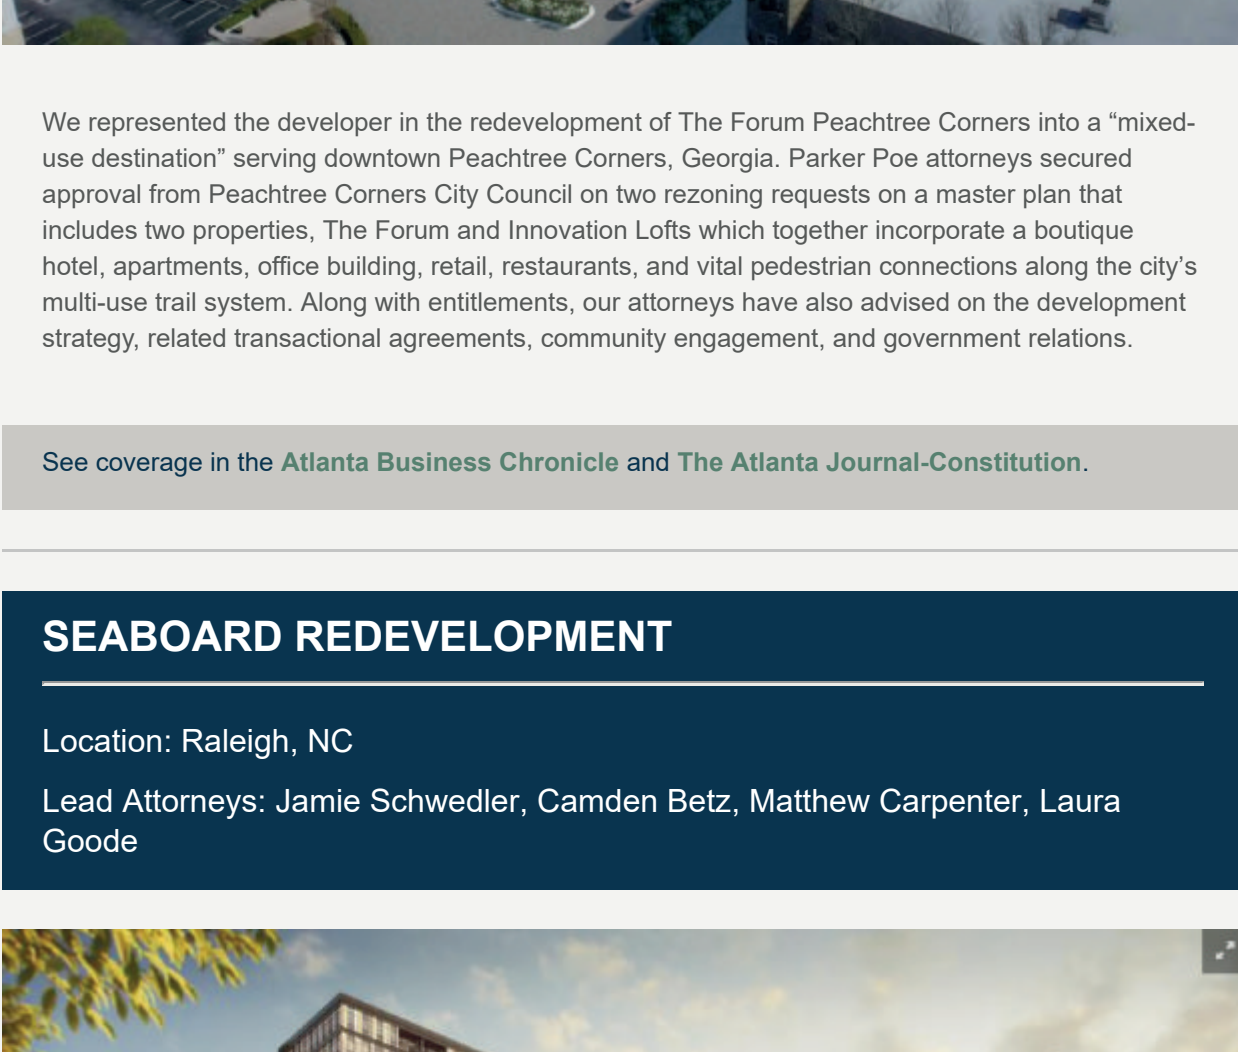 We represented the developer in the redevelopment of The Forum Peachtree Corners into a “mixed-
use destination” serving downtown Peachtree Corners, Georgia. Parker Poe attorneys secured
approval from Peachtree Corners City Council on two rezoning requests on a master plan that
includes two properties, The Forum and Innovation Lofts which together incorporate a boutique
hotel, apartments, office building, retail, restaurants, and vital pedestrian connections along the city’s
multi-use trail system. Along with entitlements, our attorneys have also advised on the development
strategy, related transactional agreements, community engagement, and government relations.
See coverage in the Atlanta Business Chronicle and The Atlanta Journal-Constitution.
SEABOARD REDEVELOPMENT
Location: Raleigh, NC
Lead Attorneys: Jamie Schwedler, Camden Betz, Matthew Carpenter, Laura
Goode